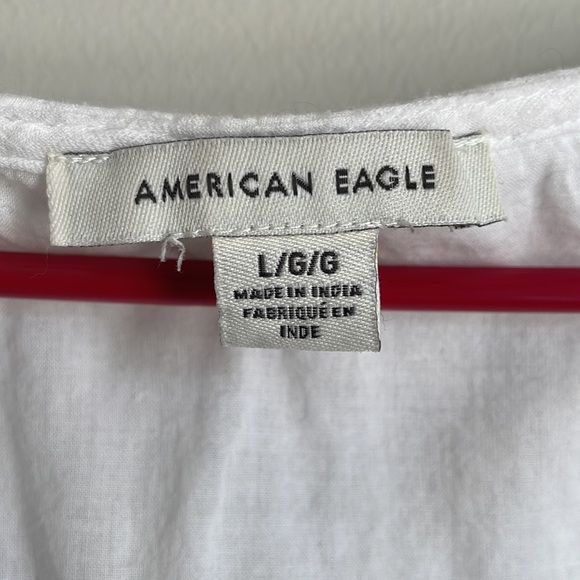 AMERICAN EAGLE
L/G/G
MADE IN INDIA
FABRIQUÉ EN
INDE